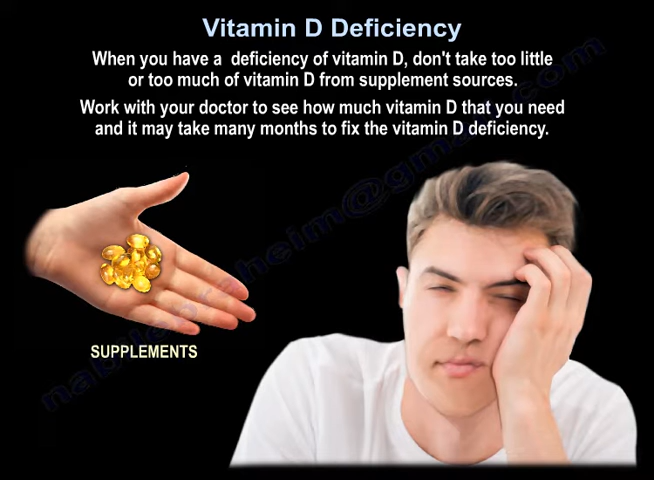 Vitamin D Deficiency
When you have a deficiency of vitamin D, don't take too little
or too much of vitamin D from supplement sources.
Work with your doctor to see how much vitamin D that you need
and it may take many months to fix the vitamin D deficiency.
SUPPLEMENTS